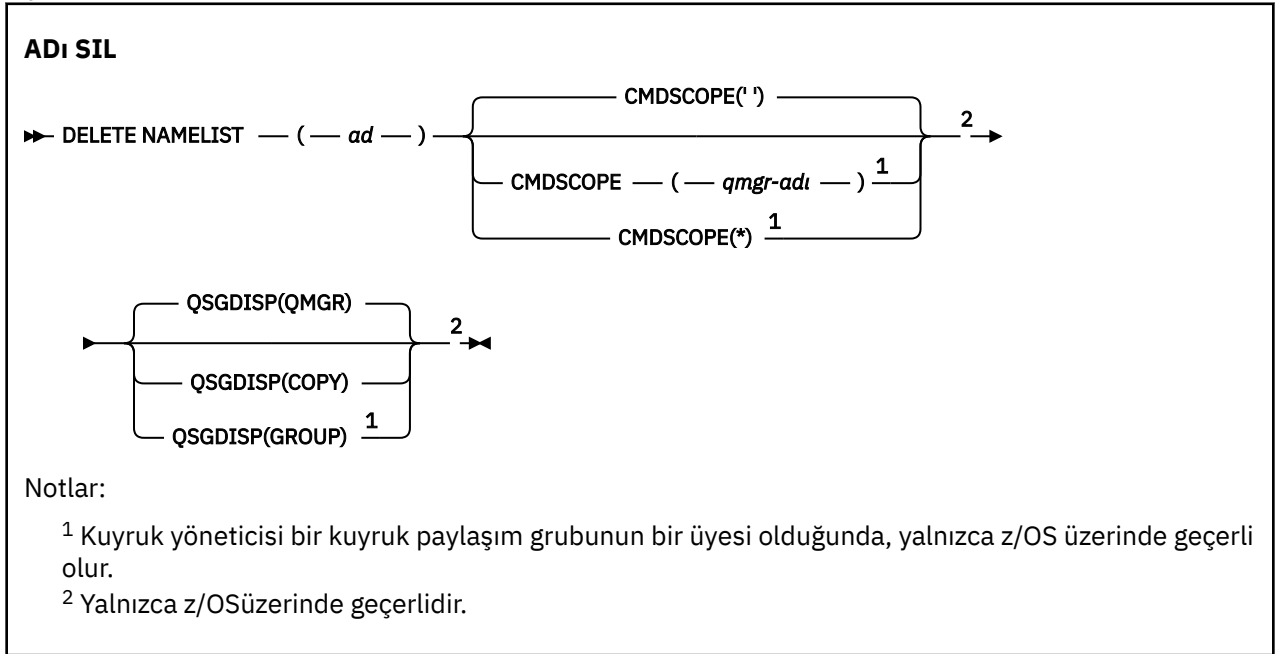 ADı SIL
CMDSCOPE(' ')
DELETE NAMELIST ( ad ) 2
CMDSCOPE ( qmgr-adı ) 1
CMDSCOPE(*) 1
QSGDISP(QMGR)
2
QSGDISP(COPY)
QSGDISP(GROUP) 1
Notlar:
1 Kuyruk yöneticisi bir kuyruk paylaşım grubunun bir üyesi olduğunda, yalnızca z/OS üzerinde geçerli
olur.
2 Yalnızca z/OSüzerinde geçerlidir.